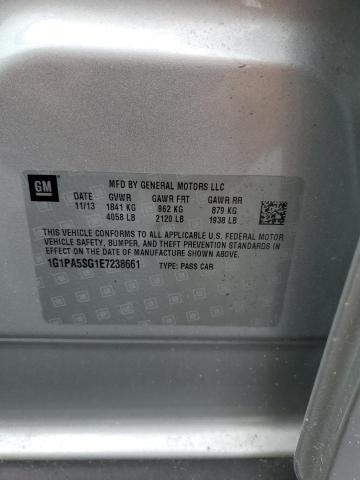 GM
MFD BY GENERAL MOTORS LLC
DATE GVWR GAWR FRT GAWR RR
11/13 1841 KG 962 KG 879 KG
4058 LB 2120 LB 1938 LB
THIS VEHICLE CONFORMS TO ALL APPLICABLE U.S. FEDERAL MOTOR
VEHICLE SAFETY, BUMPER, AND THEFT PREVENTION STANDARDS
IN EFFECT ON THE DATE OF MANUFACTURE SHOWN ABOVE.
1G1PA5SG1E7238661 TYPE: PASS CAR